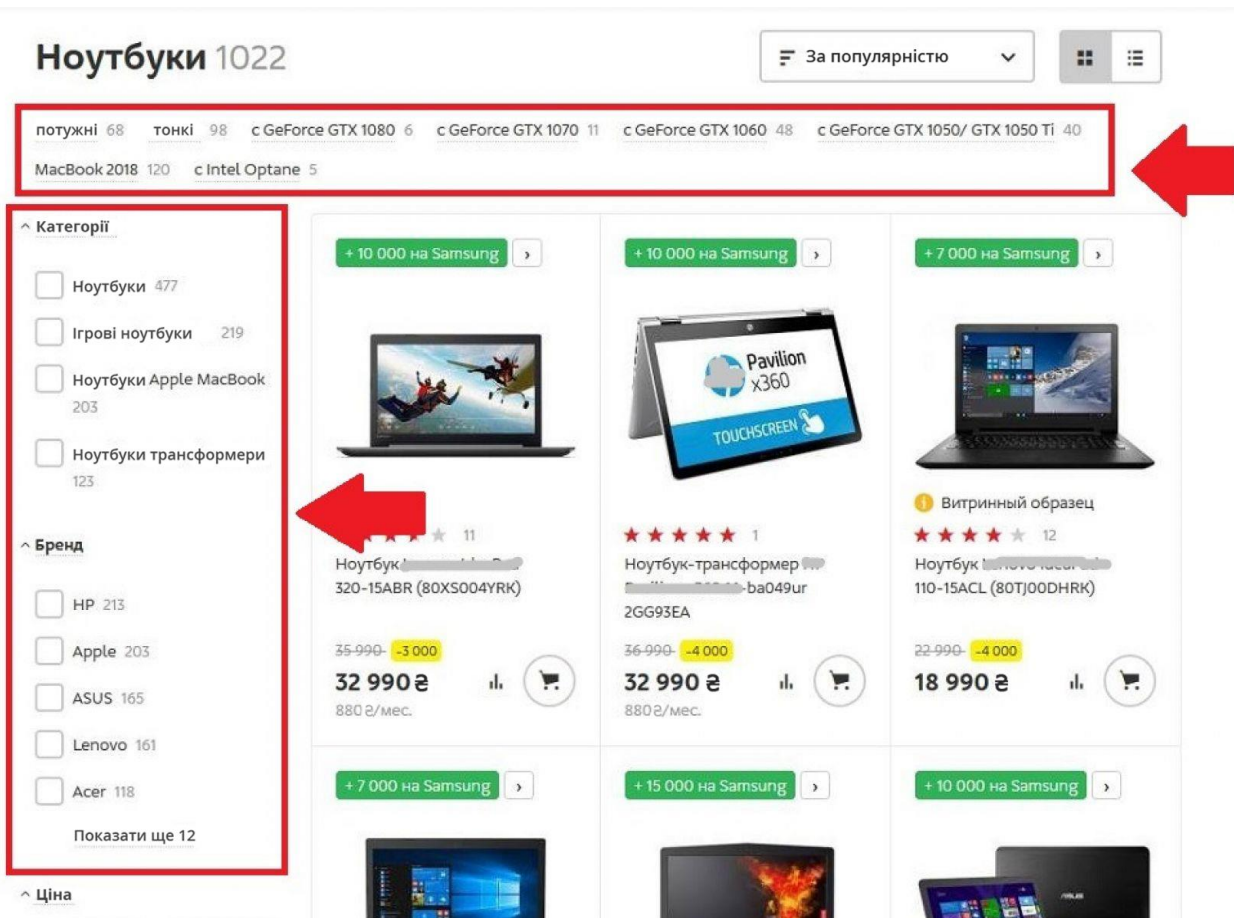 Ноутбуки 1022
За популярністю
потужні 68 тонкі 98 с GeForce GTX 1080 6 с GeForce GTX 1070 11 с GeForce GTX 1060 48 с GeForce GTX 1050/ GTX 1050 Ti 40
MacBook 2018 120 с Intel Optane 5
Категорії
Ноутбуки 477
Ігрові ноутбуки 219
Ноутбуки Apple MacBook
203
Ноутбуки трансформери
123
Бренд
HP 213
Apple 203
ASUS 165
Lenovo 161
Acer 118
Показати ще 12
Ціна
+ 10 000 на Samsung
11
Ноутбук
320-15ABR (80XS004YRK)
35 990 -3 000
32 990 ₴
880 ₴/мес.
+ 10 000 на Samsung
Pavilion
x360
TOUCHSCREEN
1
Ноутбук-трансформер
-ba049ur
2GG93EA
36 990 -4 000
32 990 ₴
880 ₴/мес.
+ 7 000 на Samsung
Витринный образец
12
Ноутбук
110-15ACL (80TJ00DHRK)
22 990 -4 000
18 990 ₴
+ 7 000 на Samsung
+ 15 000 на Samsung
+ 10 000 на Samsung
ASUS